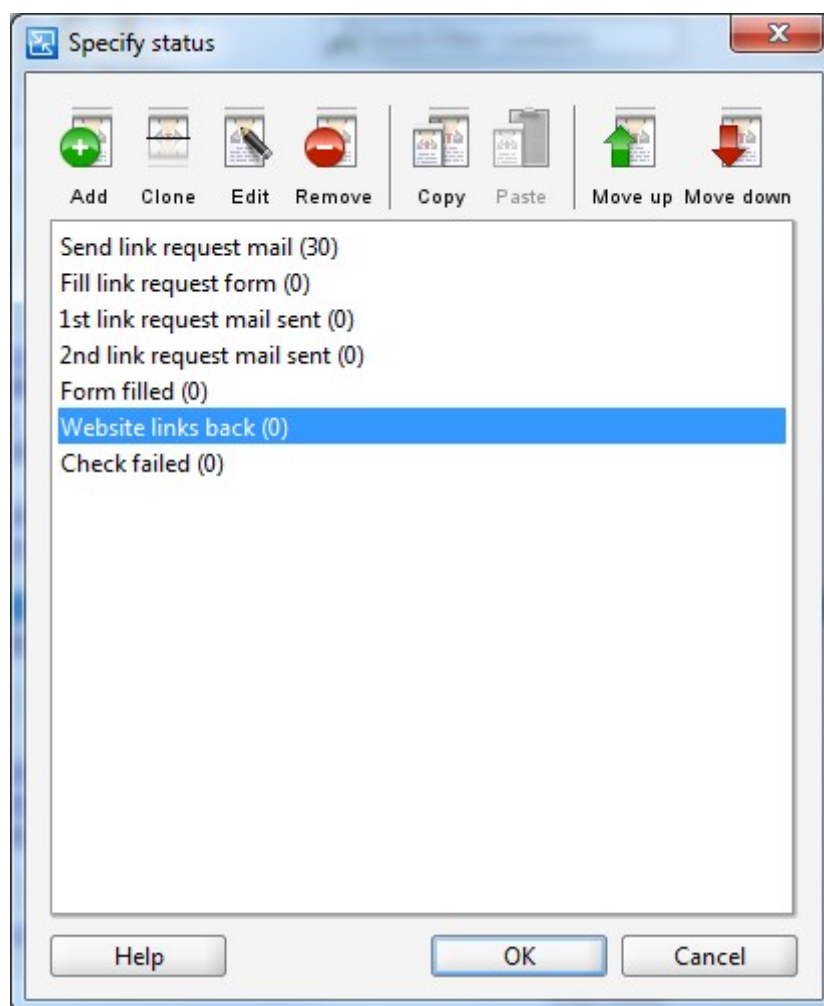 Specify status
Add Clone Edit Remove Copy Paste Move up Move down
Send link request mail (30)
Fill link request form (0)
1st link request mail sent (0)
2nd link request mail sent (0)
Form filled (0)
Website links back (0)
Check failed (0)
Help OK Cancel